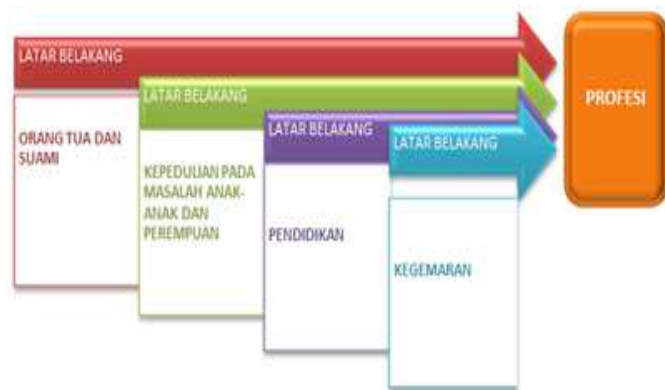 LATAR BELAKANG
ORANG TUA DAN
SUAMI
LATAR BELAKANG
KEPEDULIAN PADA
MASALAH ANAK-
ANAK DAN
PEREMPUAN
LATAR BELAKANG
PENDIDIKAN
LATAR BELAKANG
KEGEMARAN
PROFESI